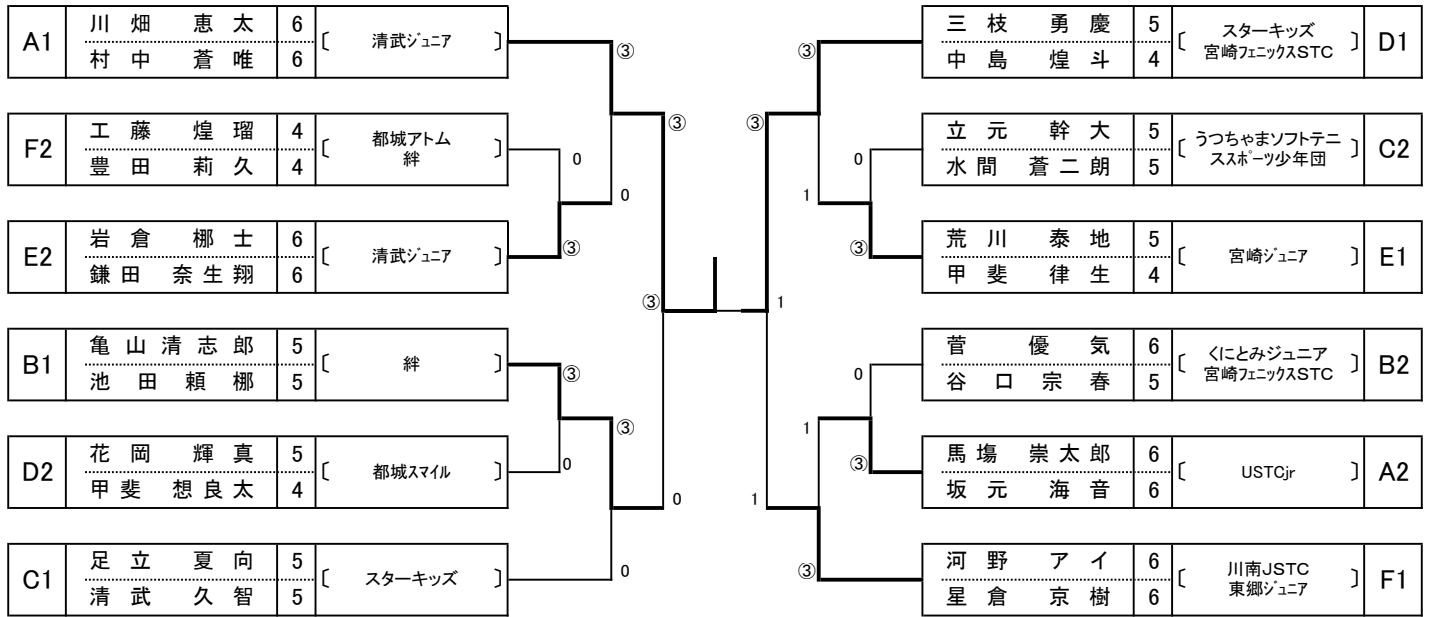 A1 川畑 恵太 6 〔 清武ジュニア 〕
村中 蒼唯 6
③
F2 工藤 煌瑠 4 〔 都城アトム 〕
豊田 莉久 4 絆
0
③
0
E2 岩倉 梛士 6 〔 清武ジュニア 〕
鎌田 奈生翔 6
③
③
B1 亀山清志郎 5 〔 絆 〕
池田頼梛 5
③
③
D2 花岡 輝真 5 〔 都城スマイル 〕
甲斐 想良太 4
0
0
C1 足立 夏向 5 〔 スターキッズ 〕
清武 久智 5
0
三枝 勇慶 5 〔 スターキッズ 〕 D1
中島 煌斗 4 宮崎フェニックスSTC
③
③
立元 幹大 5 〔 うつちゃまソフトテニ 〕 C2
水間 蒼二朗 5 ススポーツ少年団
0
1
荒川 泰地 5 〔 宮崎ジュニア 〕 E1
甲斐 律生 4
③
1
菅 優気 6 〔 くにとみジュニア 〕 B2
谷口宗春 5 宮崎フェニックスSTC
0
1
馬塲 崇太郎 6 〔 USTCjr 〕 A2
坂元 海音 6
③
1
河野 アイ 6 〔 川南JSTC 〕 F1
星倉 京樹 6 東郷ジュニア
③